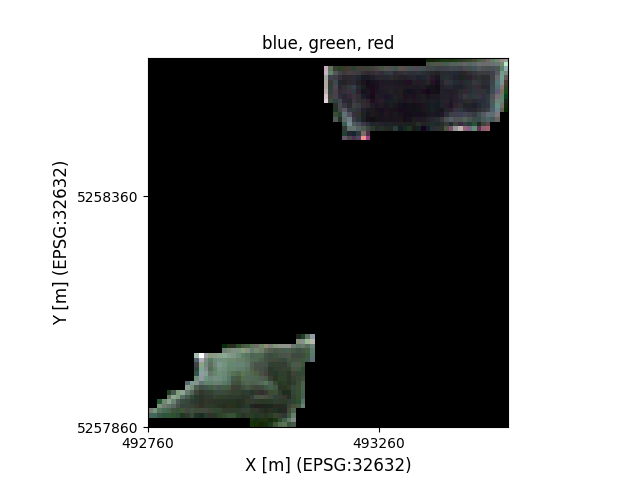 blue, green, red
Y [m] (EPSG:32632)
5258360
5257860
492760
493260
X [m] (EPSG:32632)